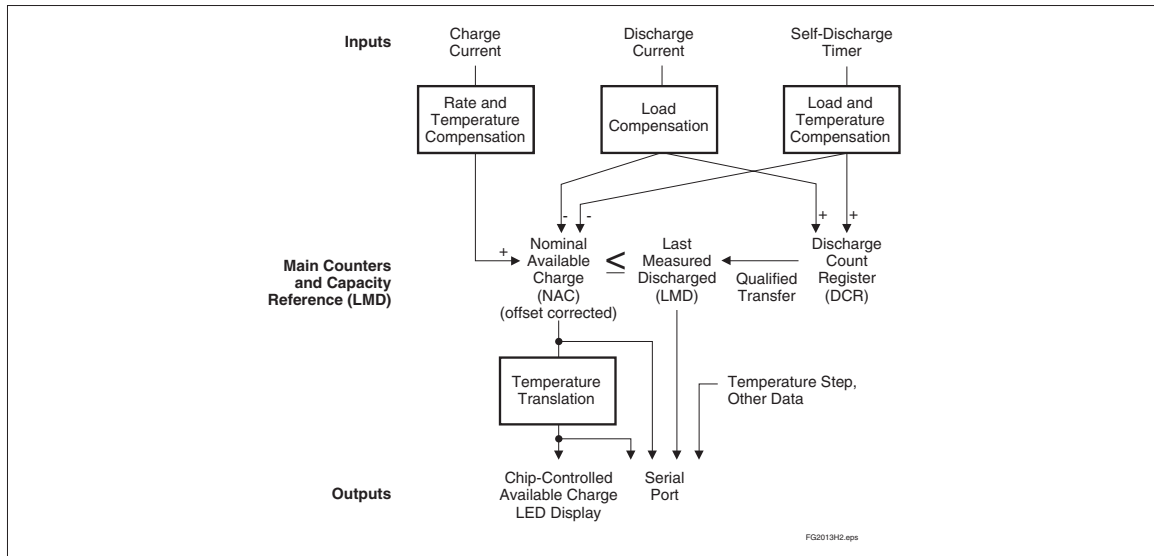 Inputs
Charge
Current
Discharge
Current
Self-Discharge
Timer
Rate and
Temperature
Compensation
Load
Compensation
Load and
Temperature
Compensation
-
-
+
+
+
Main Counters
and Capacity
Reference (LMD)
Nominal
Available
Charge
(NAC)
(offset corrected)
≤
Last
Measured
Discharged
(LMD)
Qualified
Transfer
Discharge
Count
Register
(DCR)
Temperature
Translation
Temperature Step,
Other Data
Outputs
Chip-Controlled
Available Charge
LED Display
Serial
Port
FG2013H2.eps